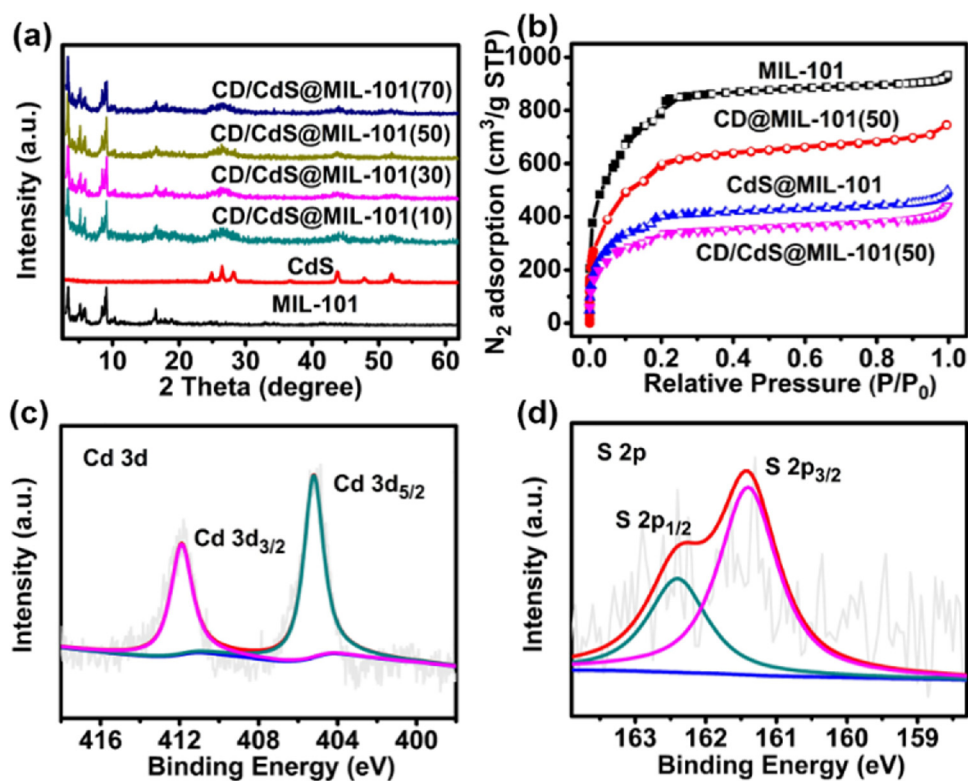 (a)
CD/CdS@MIL-101(70)
CD/CdS@MIL-101(50)
CD/CdS@MIL-101(30)
CD/CdS@MIL-101(10)
CdS
MIL-101
Intensity (a.u.)
10 20 30 40 50 60
2 Theta (degree)
(b)
MIL-101
CD@MIL-101(50)
CdS@MIL-101
CD/CdS@MIL-101(50)
N₂ adsorption (cm³/g STP)
1000
800
600
400
200
0
0.0 0.2 0.4 0.6 0.8 1.0
Relative Pressure (P/P₀)
(c)
Cd 3d
Cd 3d₅/₂
Cd 3d₃/₂
Intensity (a.u.)
416 412 408 404 400
Binding Energy (eV)
(d)
S 2p
S 2p₃/₂
S 2p₁/₂
Intensity (a.u.)
163 162 161 160 159
Binding Energy (eV)